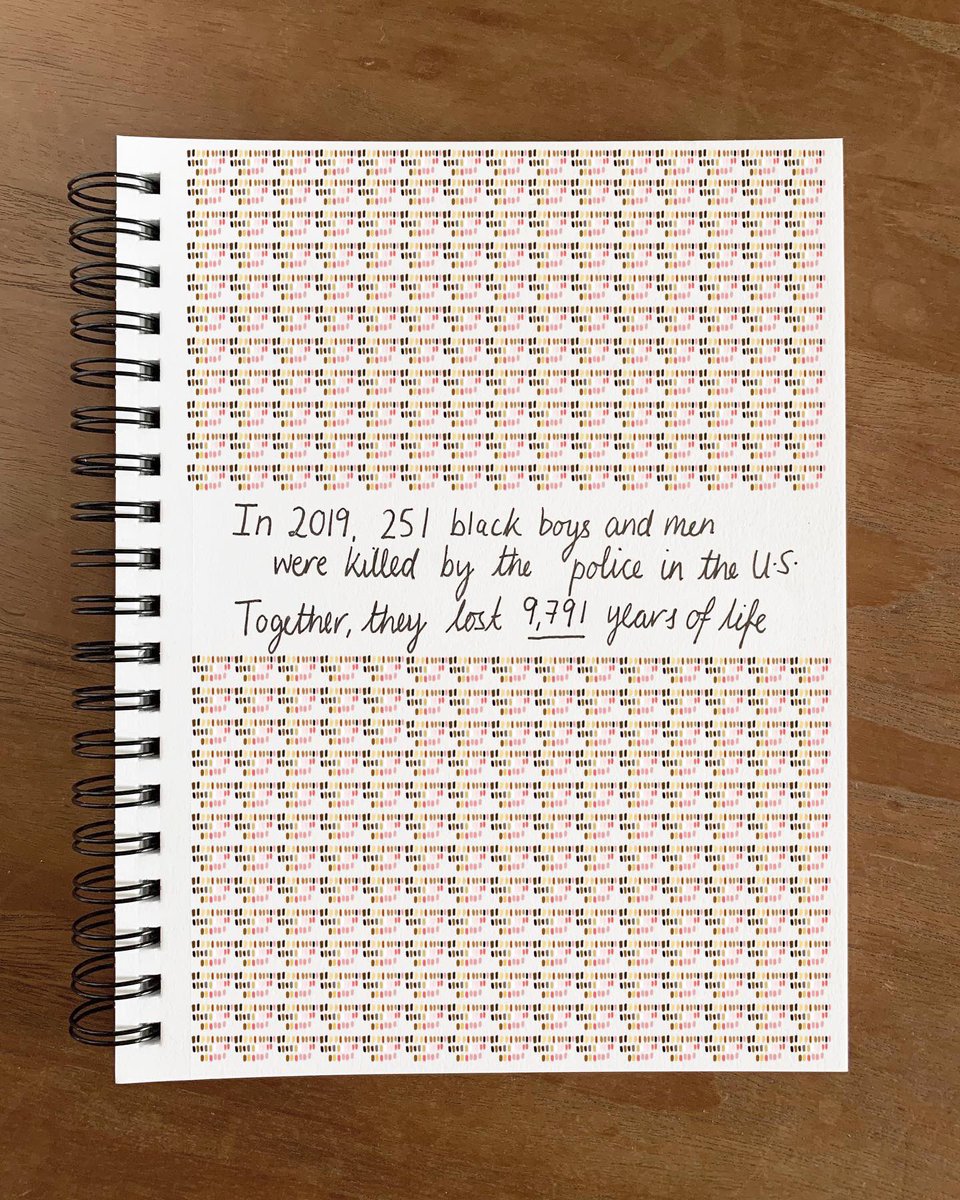 In 2019, 251 black boys and men
were killed by the police in the U.S.
Together, they lost 9,791 years of life